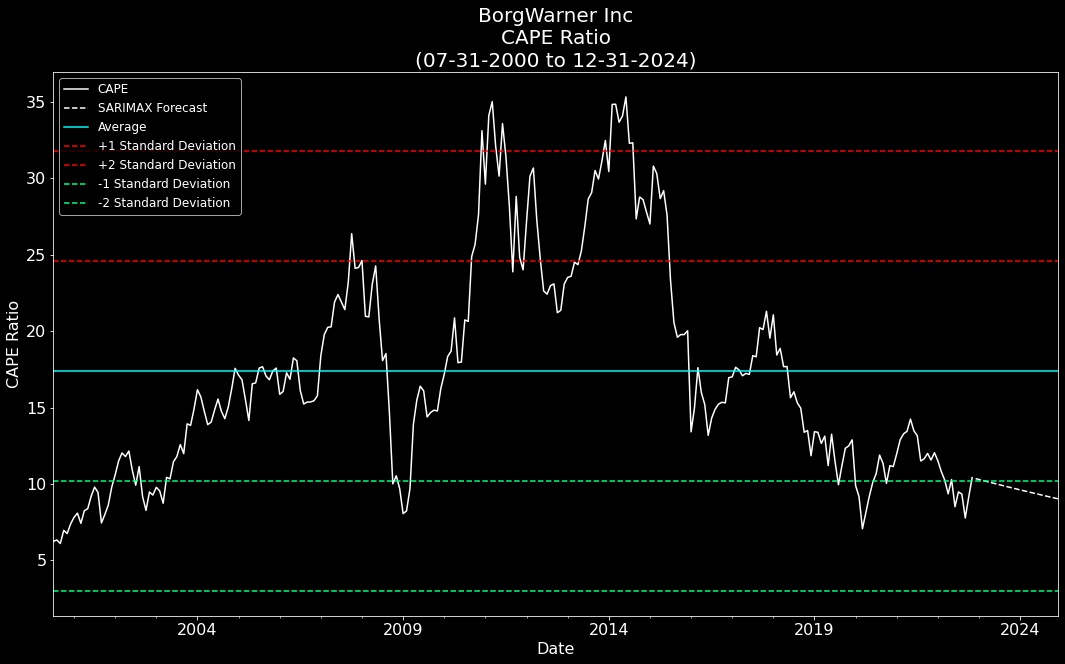 BorgWarner Inc
CAPE Ratio
(07-31-2000 to 12-31-2024)
CAPE
SARIMAX Forecast
Average
+1 Standard Deviation
+2 Standard Deviation
-1 Standard Deviation
-2 Standard Deviation
35
30
25
20
15
10
5
CAPE Ratio
2004 2009 2014 2019 2024
Date